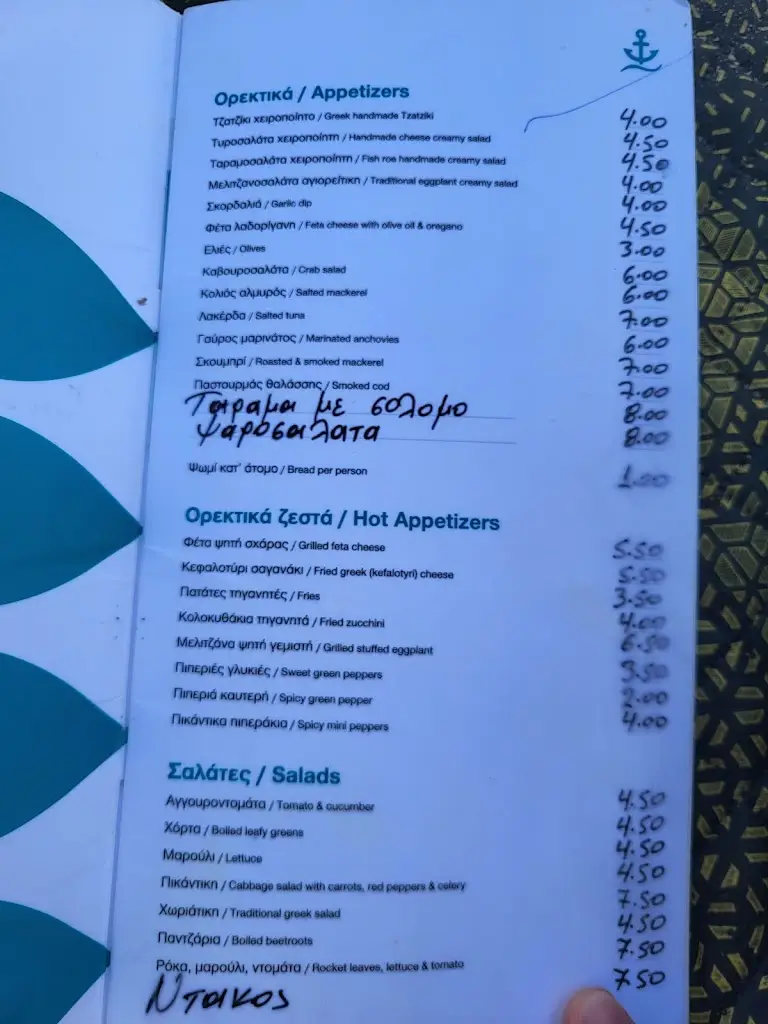 Ορεκτικά / Appetizers
Τζατζίκι χειροποίητο / Greek handmade Tzatziki 4.00
Τυροσαλάτα χειροποίητη / Handmade cheese creamy salad 4.50
Ταραμοσαλάτα χειροποίητη / Fish roe handmade creamy salad 4.50
Μελιτζανοσαλάτα αγιορείτικη / Traditional eggplant creamy salad 4.00
Σκορδαλιά / Garlic dip 4.00
Φέτα λαδορίγανη / Feta cheese with olive oil & oregano 4.50
Ελιές / Olives 3.00
Καβουροσαλάτα / Crab salad 6.00
Κολιός αλμυρός / Salted mackerel 6.00
Λακέρδα / Salted tuna 7.00
Γαύρος μαρινάτος / Marinated anchovies 6.00
Σκουμπρί / Roasted & smoked mackerel 7.00
Παστουρμάς θαλάσσης / Smoked cod 7.00
Ταραμα με σολομο 8.00
Ψαροσαλατα 8.00
Ψωμί κατ' άτομο / Bread per person 1.00
Ορεκτικά ζεστά / Hot Appetizers
Φέτα ψητή σχάρας / Grilled feta cheese 5.50
Κεφαλοτύρι σαγανάκι / Fried greek (kefalotyri) cheese 5.50
Πατάτες τηγανητές / Fries 3.50
Κολοκυθάκια τηγανητά / Fried zucchini 4.00
Μελιτζάνα ψητή γεμιστή / Grilled stuffed eggplant 6.50
Πιπεριές γλυκιές / Sweet green peppers 3.50
Πιπεριά καυτερή / Spicy green pepper 2.00
Πικάντικα πιπεράκια / Spicy mini peppers 4.00
Σαλάτες / Salads
Αγγουροντομάτα / Tomato & cucumber 4.50
Χόρτα / Boiled leafy greens 4.50
Μαρούλι / Lettuce 4.50
Πικάντικη / Cabbage salad with carrots, red peppers & celery 4.50
Χωριάτικη / Traditional greek salad 7.50
Παντζάρια / Boiled beetroots 4.50
Ρόκα, μαρούλι, ντομάτα / Rocket leaves, lettuce & tomato 7.50
Ντακος 7.50